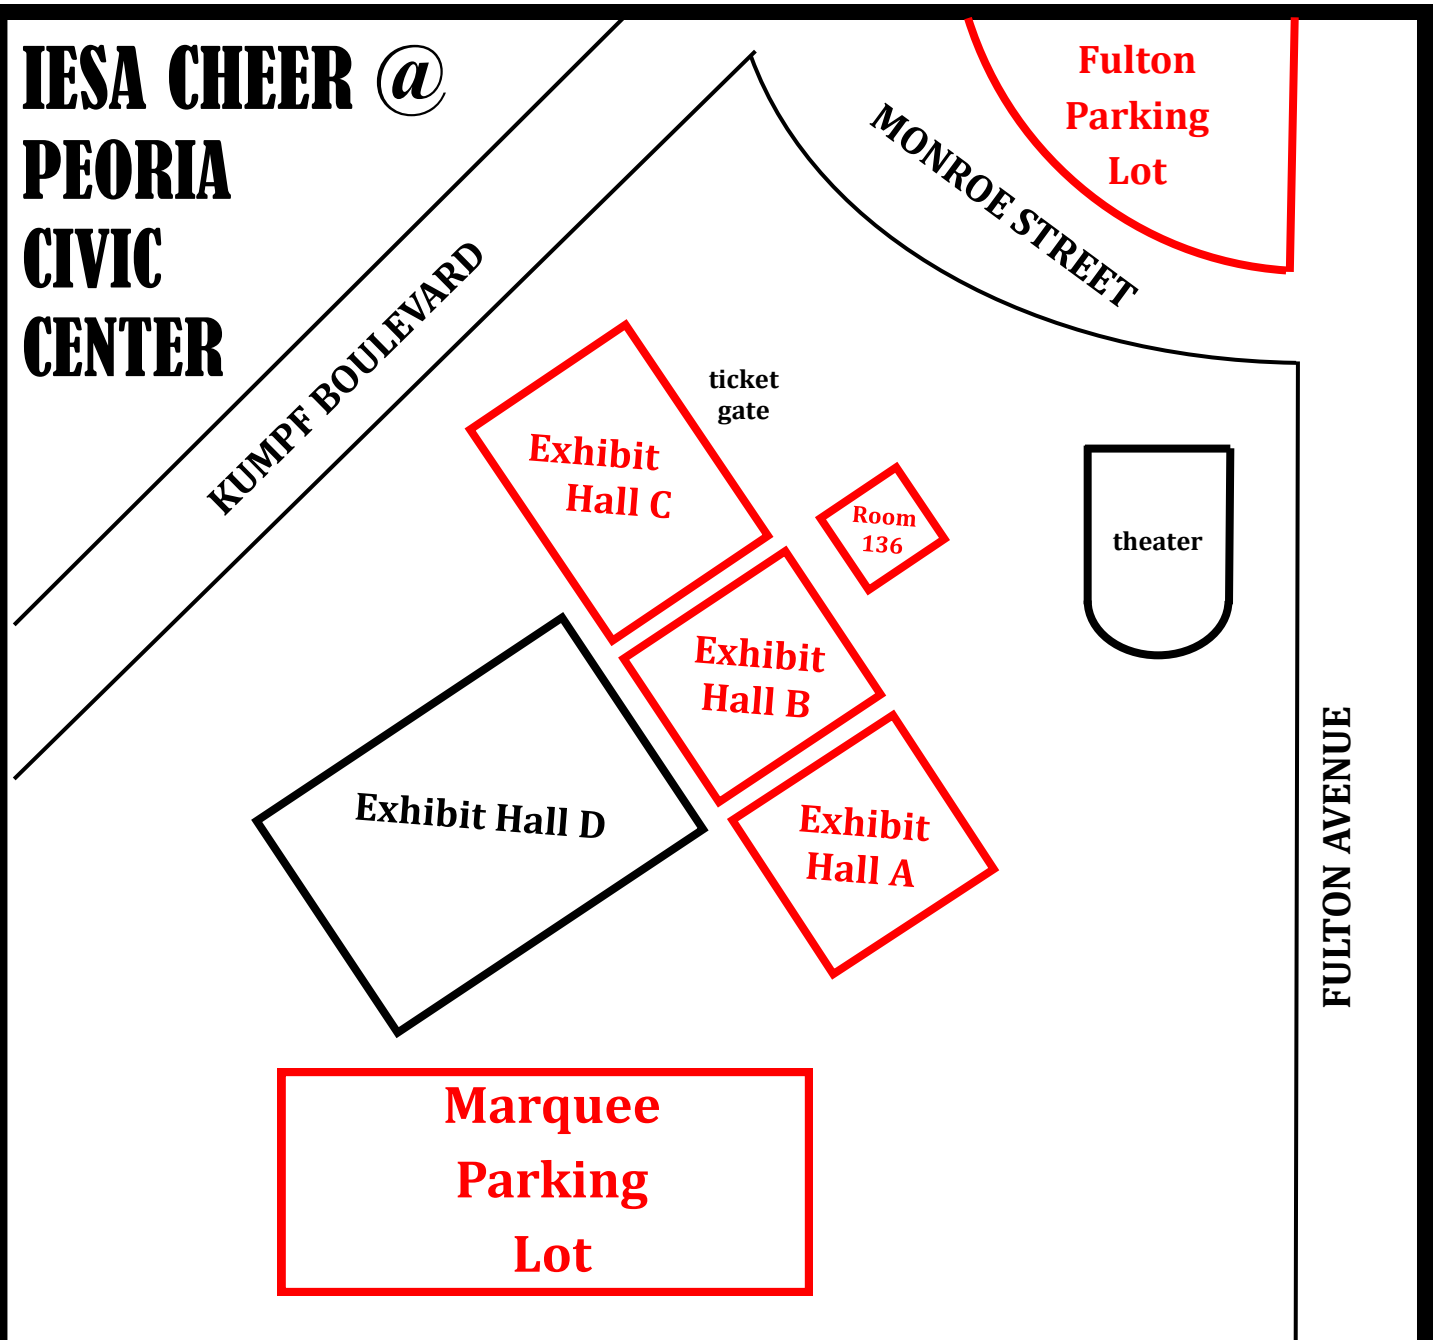 IESA CHEER @
PEORIA
CIVIC
CENTER
KUMPF BOULEVARD
MONROE STREET
Fulton
Parking
Lot
ticket
gate
Exhibit
Hall C
Room
136
theater
Exhibit
Hall B
Exhibit Hall D
Exhibit
Hall A
FULTON AVENUE
Marquee
Parking
Lot